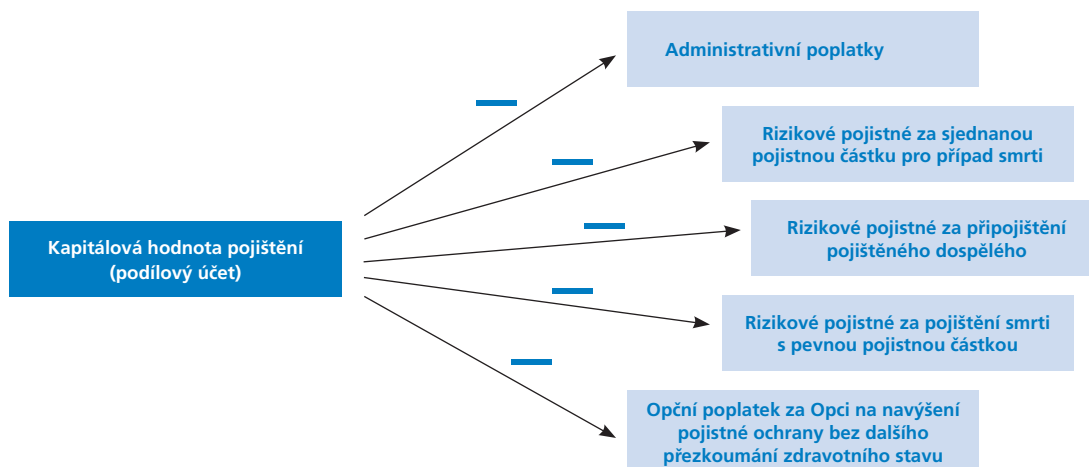 Administrativní poplatky
Rizikové pojistné za sjednanou
pojistnou částku pro případ smrti
Kapitálová hodnota pojištění
(podílový účet)
Rizikové pojistné za připojištění
pojištěného dospělého
Rizikové pojistné za pojištění smrti
s pevnou pojistnou částkou
Opční poplatek za Opci na navýšení
pojistné ochrany bez dalšího
přezkoumání zdravotního stavu